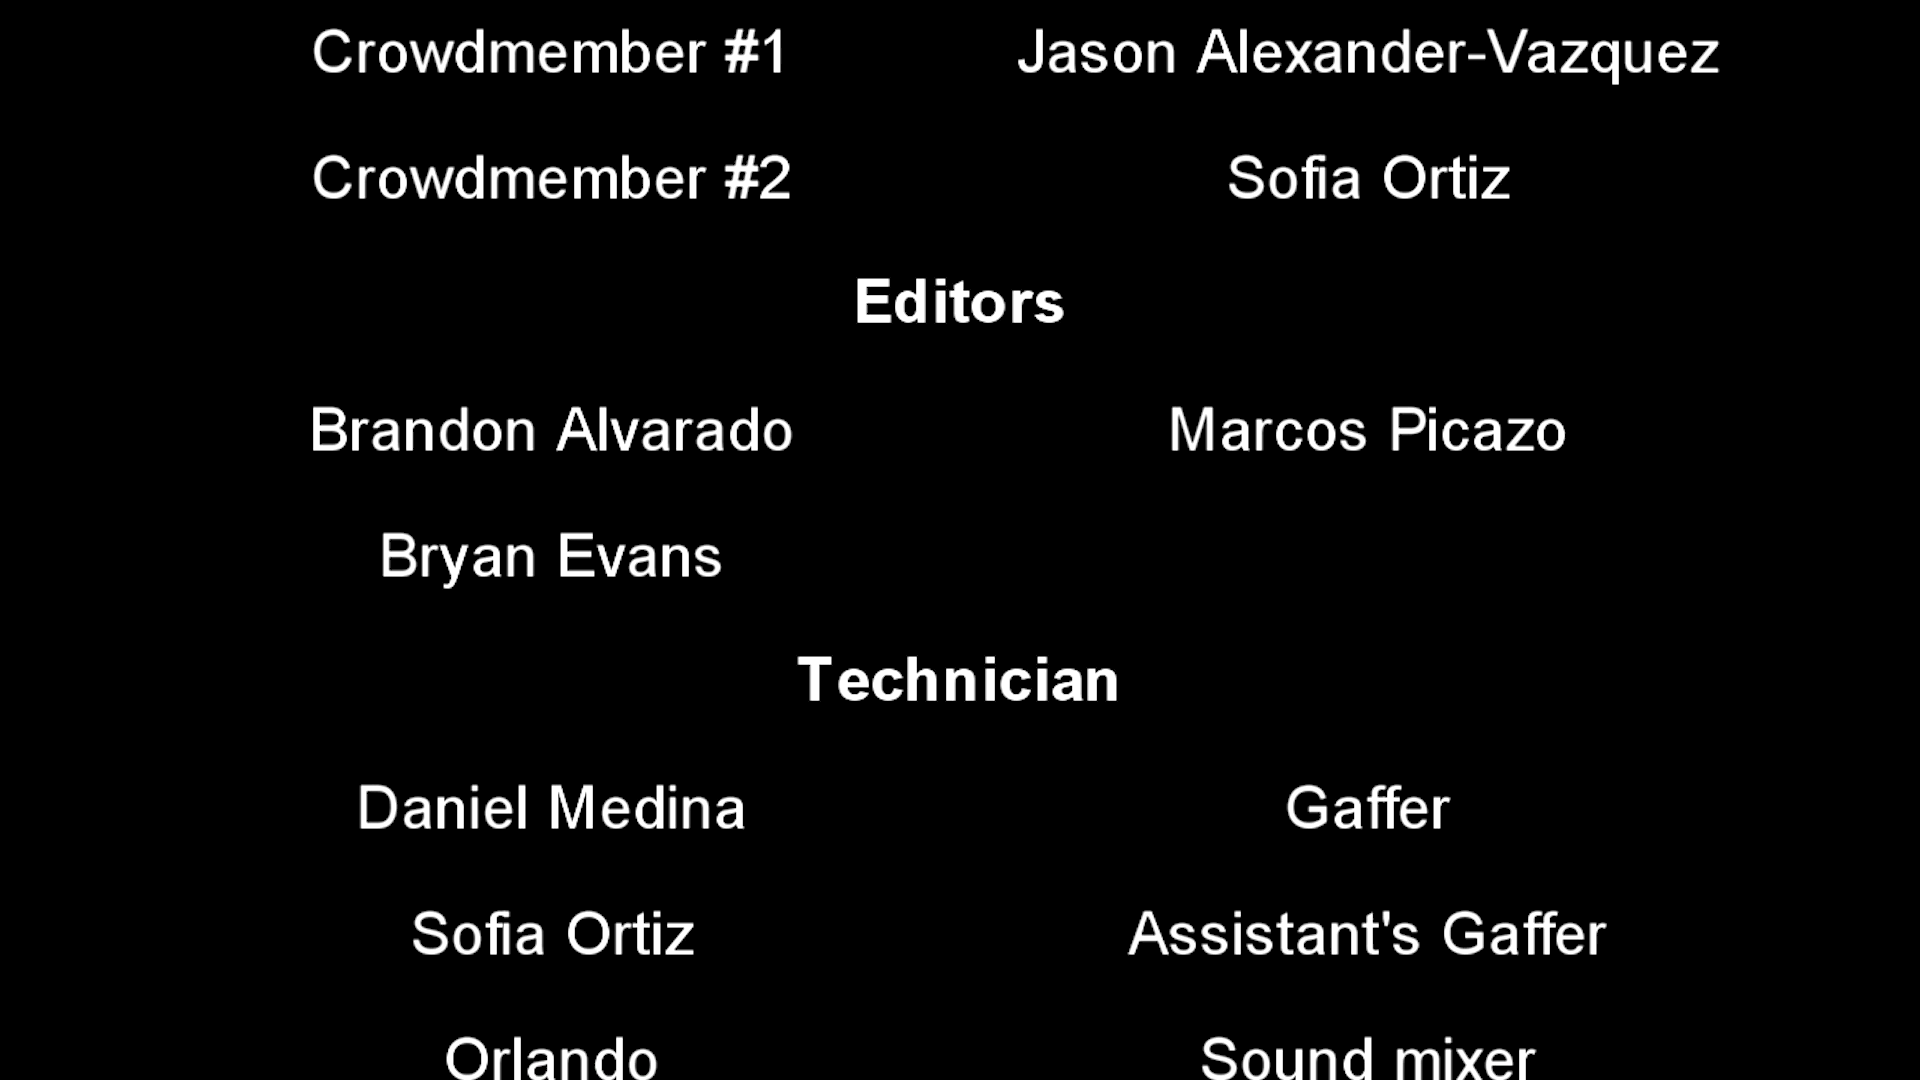 Crowdmember #1 Jason Alexander-Vazquez
Crowdmember #2 Sofia Ortiz
Editors
Brandon Alvarado Marcos Picazo
Bryan Evans
Technician
Daniel Medina Gaffer
Sofia Ortiz Assistant's Gaffer
Orlando Sound mixer